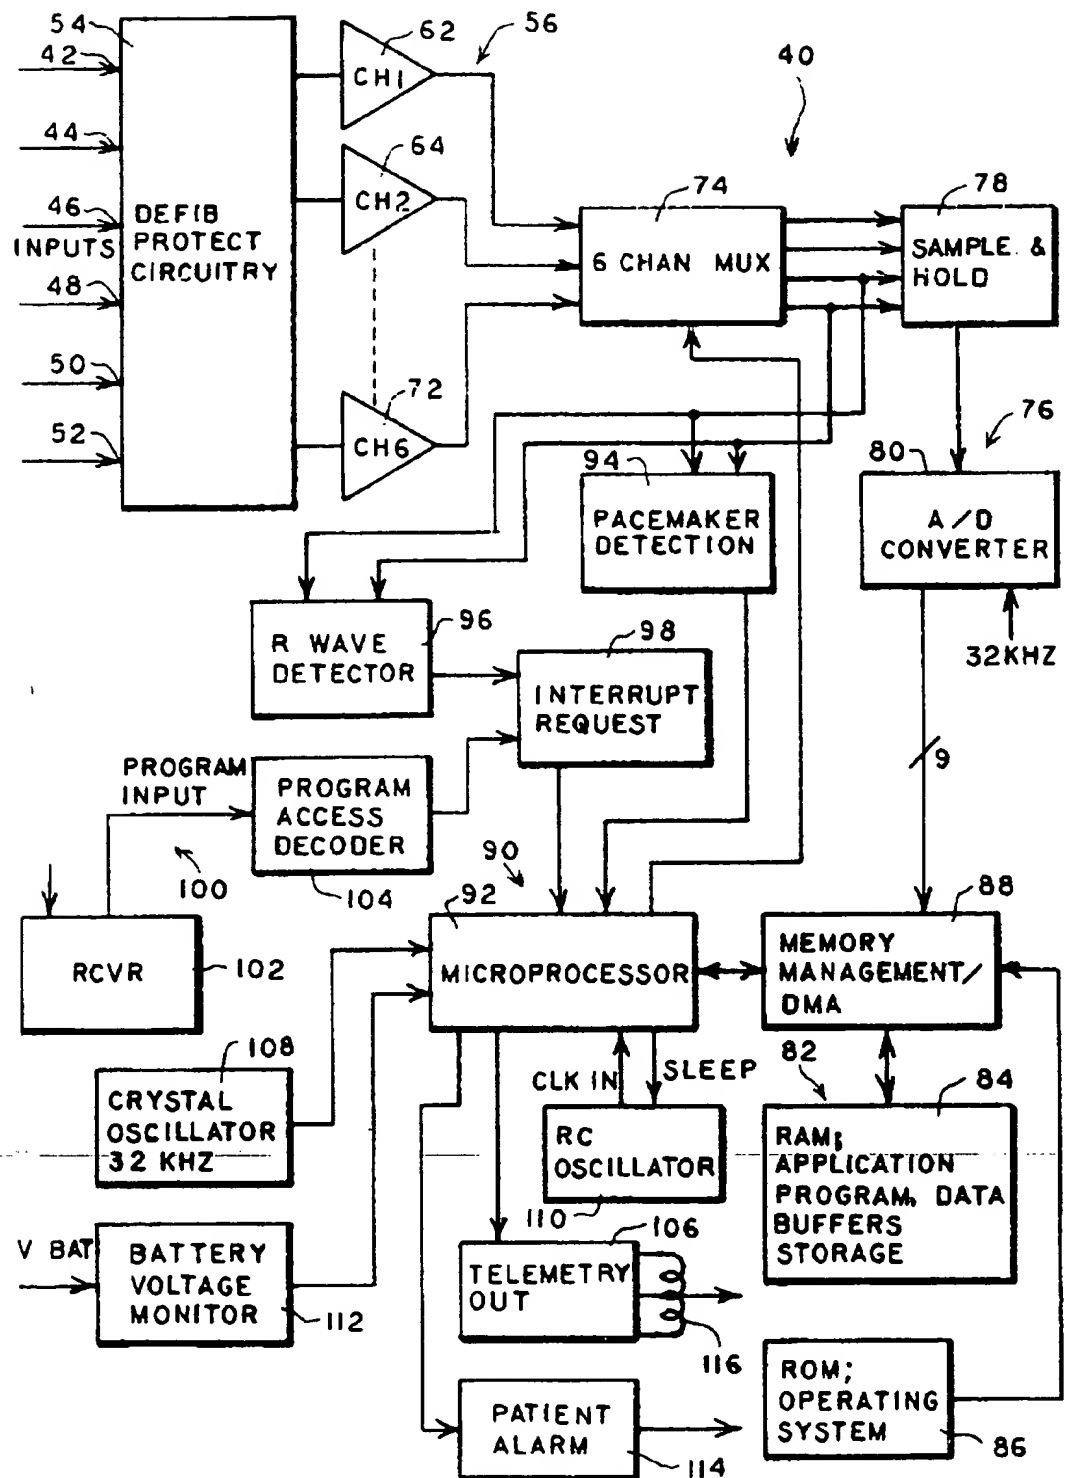 54
62
56
42
CH1
40
44
64
46
CH2
74
78
INPUTS
DEFIB
PROTECT
CIRCUITRY
6 CHAN MUX
SAMPLE &
HOLD
48
50
72
76
52
CH6
94
80
PACEMAKER
DETECTION
A/D
CONVERTER
96
98
32KHZ
R WAVE
DETECTOR
INTERRUPT
REQUEST
9
PROGRAM
INPUT
PROGRAM
ACCESS
DECODER
100
104
90
92
88
RCVR
102
MICROPROCESSOR
MEMORY
MANAGEMENT/
DMA
108
CLK IN
SLEEP
82
84
CRYSTAL
OSCILLATOR
32 KHZ
RC
OSCILLATOR
110
RAM;
APPLICATION
PROGRAM, DATA
BUFFERS
STORAGE
106
V BAT
BATTERY
VOLTAGE
MONITOR
112
TELEMETRY
OUT
116
ROM;
OPERATING
SYSTEM
86
PATIENT
ALARM
114